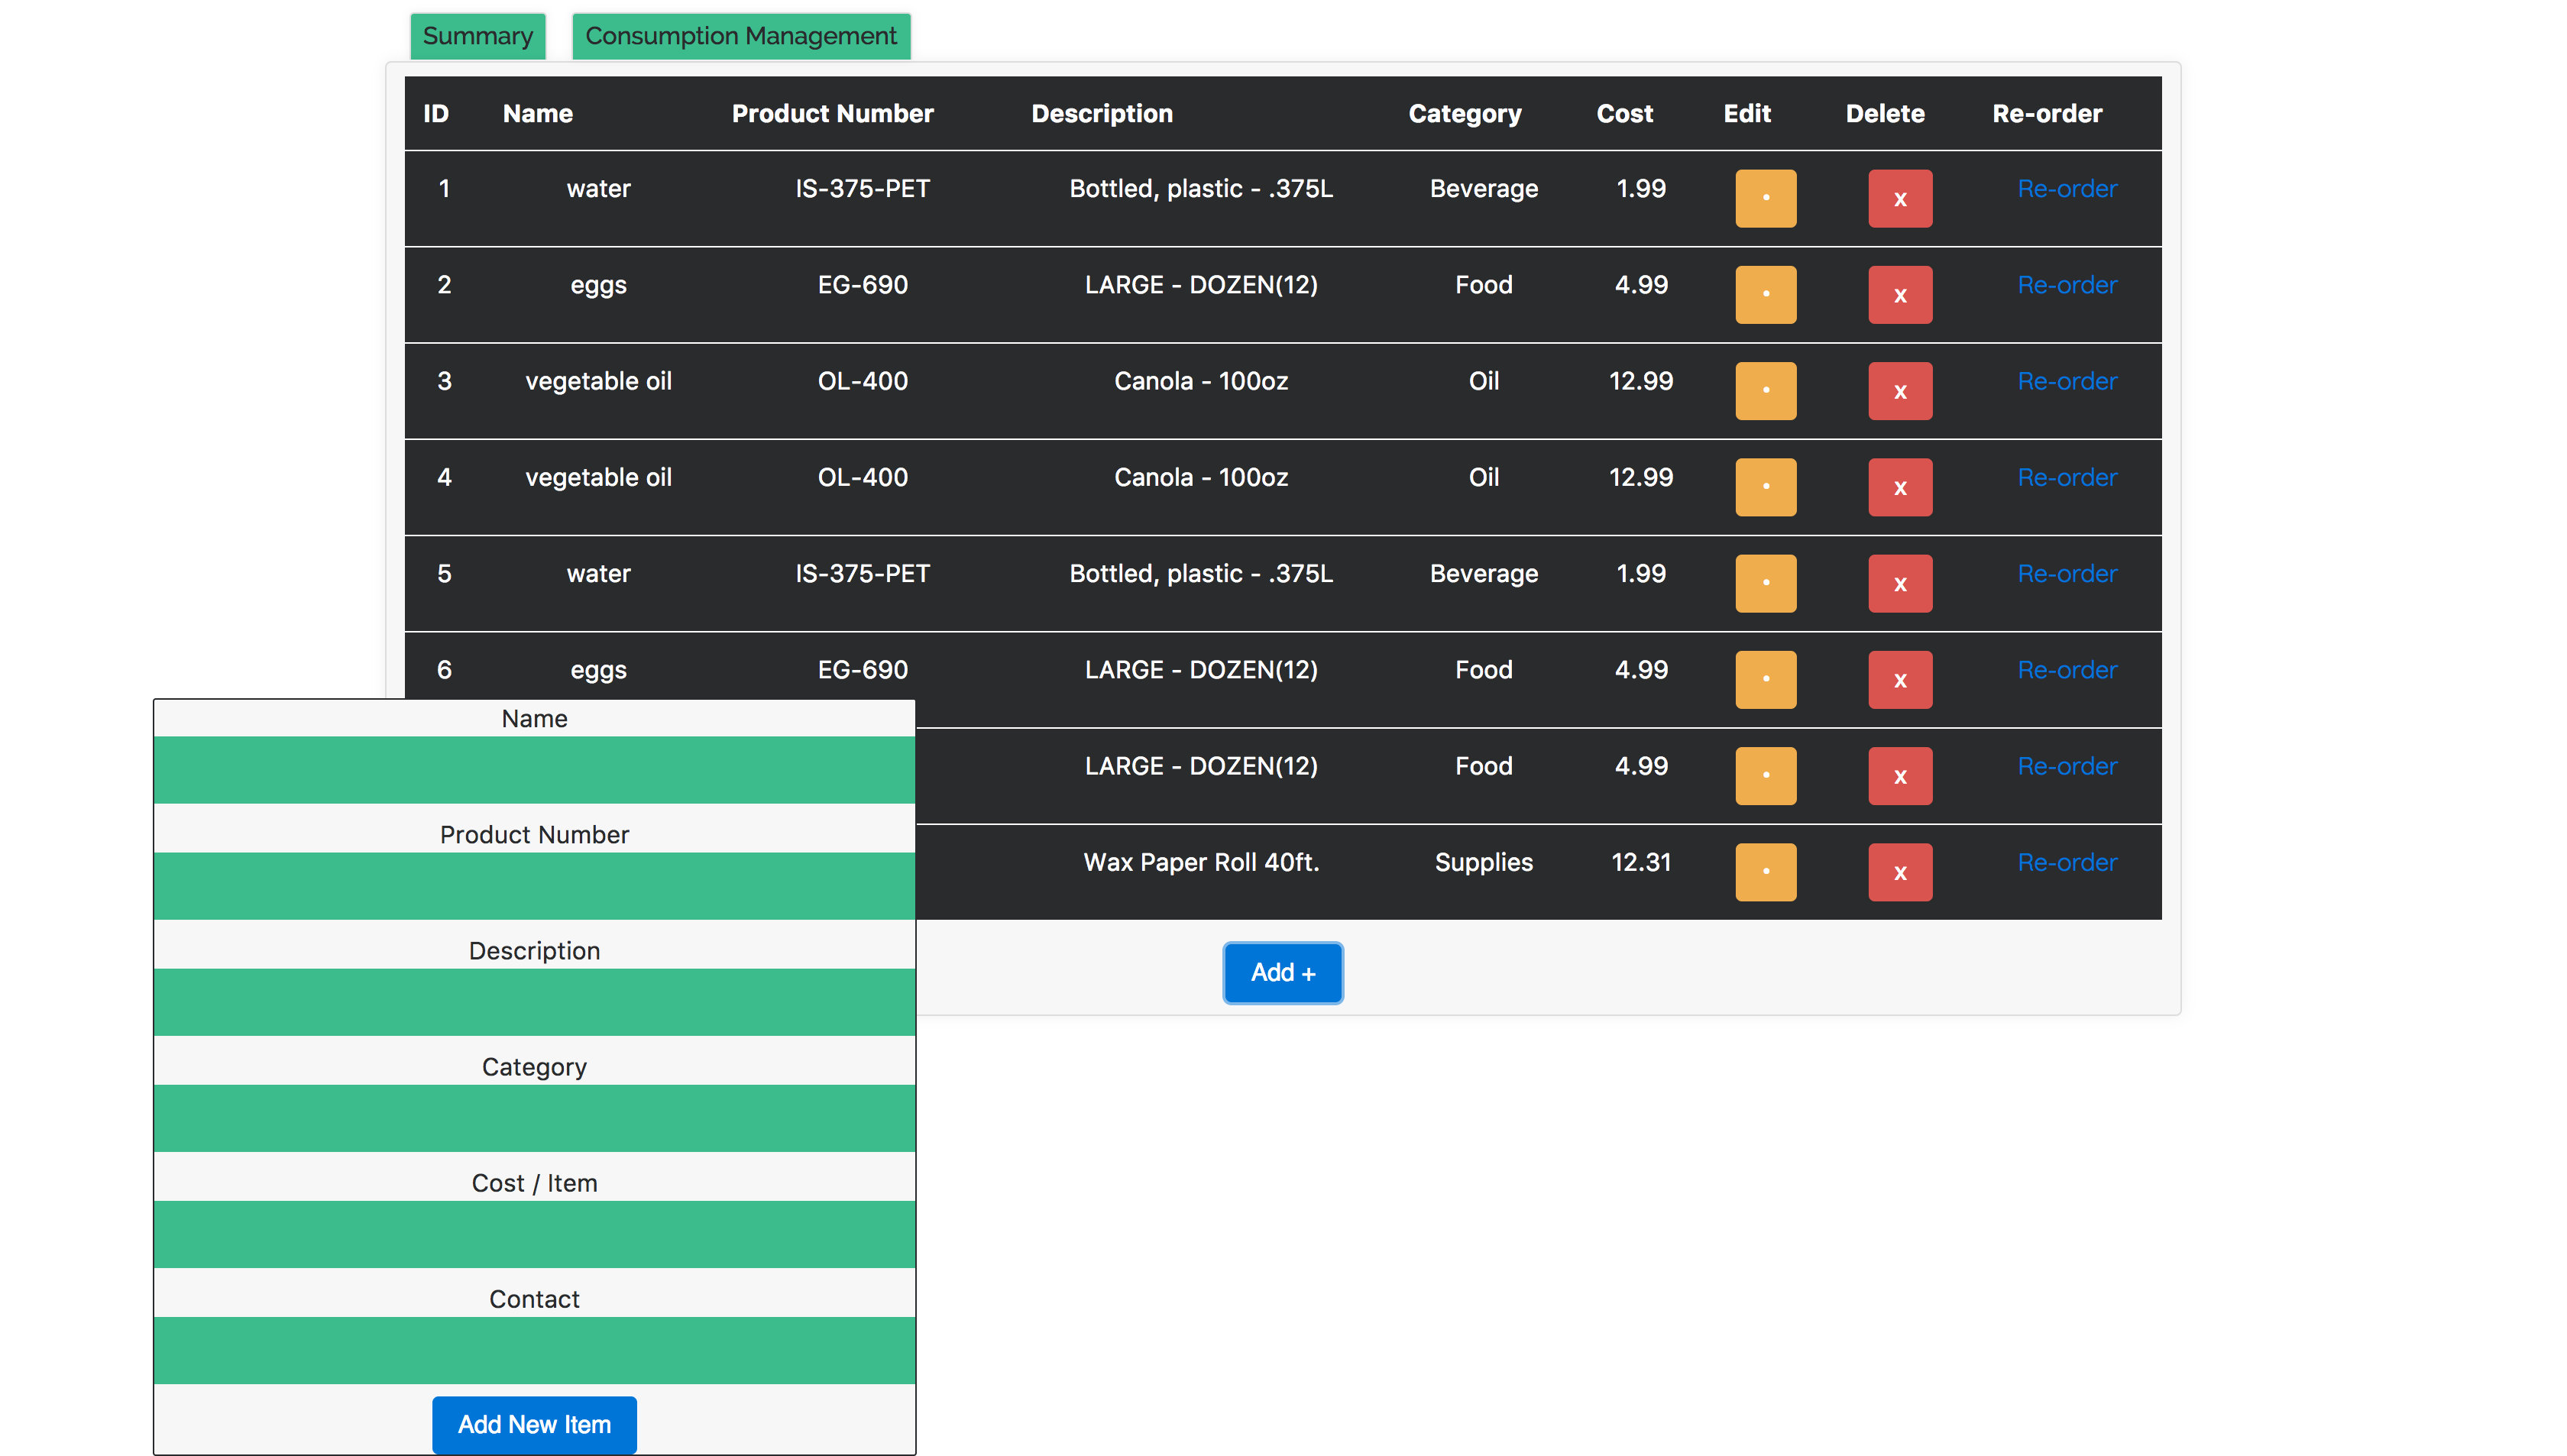 Summary Consumption Management
ID Name Product Number Description Category Cost Edit Delete Re-order
1 water IS-375-PET Bottled, plastic - .375L Beverage 1.99 • x Re-order
2 eggs EG-690 LARGE - DOZEN(12) Food 4.99 • x Re-order
3 vegetable oil OL-400 Canola - 100oz Oil 12.99 • x Re-order
4 vegetable oil OL-400 Canola - 100oz Oil 12.99 • x Re-order
5 water IS-375-PET Bottled, plastic - .375L Beverage 1.99 • x Re-order
6 eggs EG-690 LARGE - DOZEN(12) Food 4.99 • x Re-order
LARGE - DOZEN(12) Food 4.99 • x Re-order
Wax Paper Roll 40ft. Supplies 12.31 • x Re-order
Add +
Name
Product Number
Description
Category
Cost / Item
Contact
Add New Item